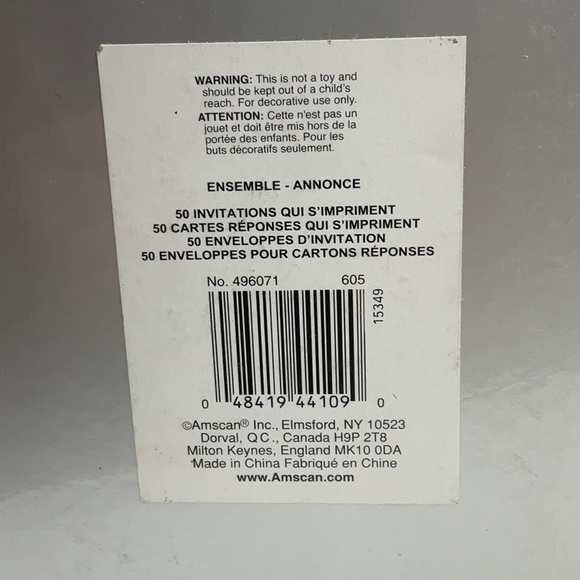 WARNING: This is not a toy and
should be kept out of a child's
reach. For decorative use only.
ATTENTION: Cette n'est pas un
jouet et doit être mis hors de la
portée des enfants. Pour les
buts décoratifs seulement.
ENSEMBLE - ANNONCE
50 INVITATIONS QUI S'IMPRIMENT
50 CARTES RÉPONSES QUI S'IMPRIMENT
50 ENVELOPPES D'INVITATION
50 ENVELOPPES POUR CARTONS RÉPONSES
No. 496071 605
15349
0 48419 44109 0
©Amscan® Inc., Elmsford, NY 10523
Dorval, Q C., Canada H9P 2T8
Milton Keynes, England MK10 0DA
Made in China Fabriqué en Chine
www.Amscan.com